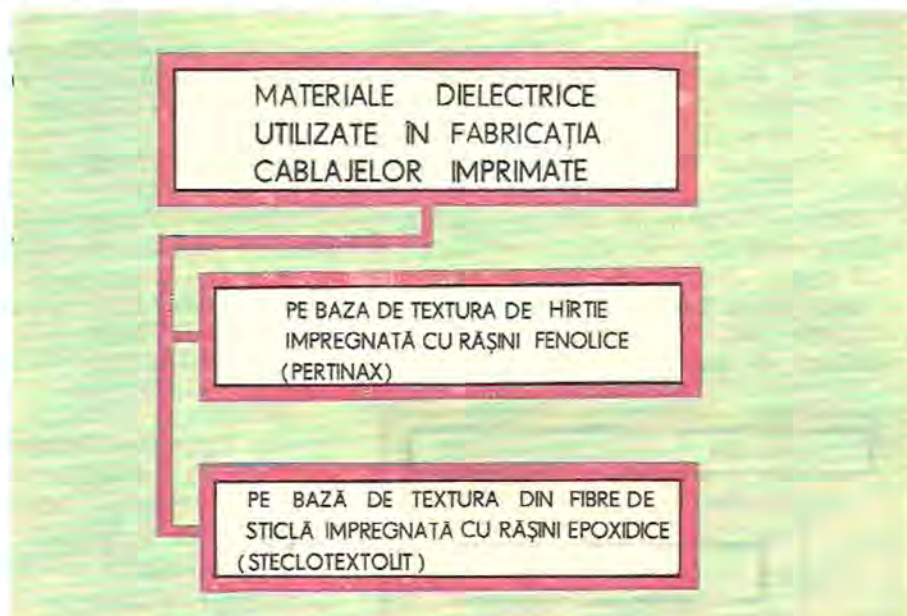 MATERIALE DIELECTRICE
UTILIZATE ÎN FABRICAȚIA
CABLAJELOR IMPRIMATE
PE BAZA DE TEXTURA DE HÎRTIE
IMPREGNATĂ CU RĂȘINI FENOLICE
(PERTINAX)
PE BAZĂ DE TEXTURA DIN FIBRE DE
STICLĂ IMPREGNATĂ CU RĂȘINI EPOXIDICE
(STECLOTEXTOLIT)